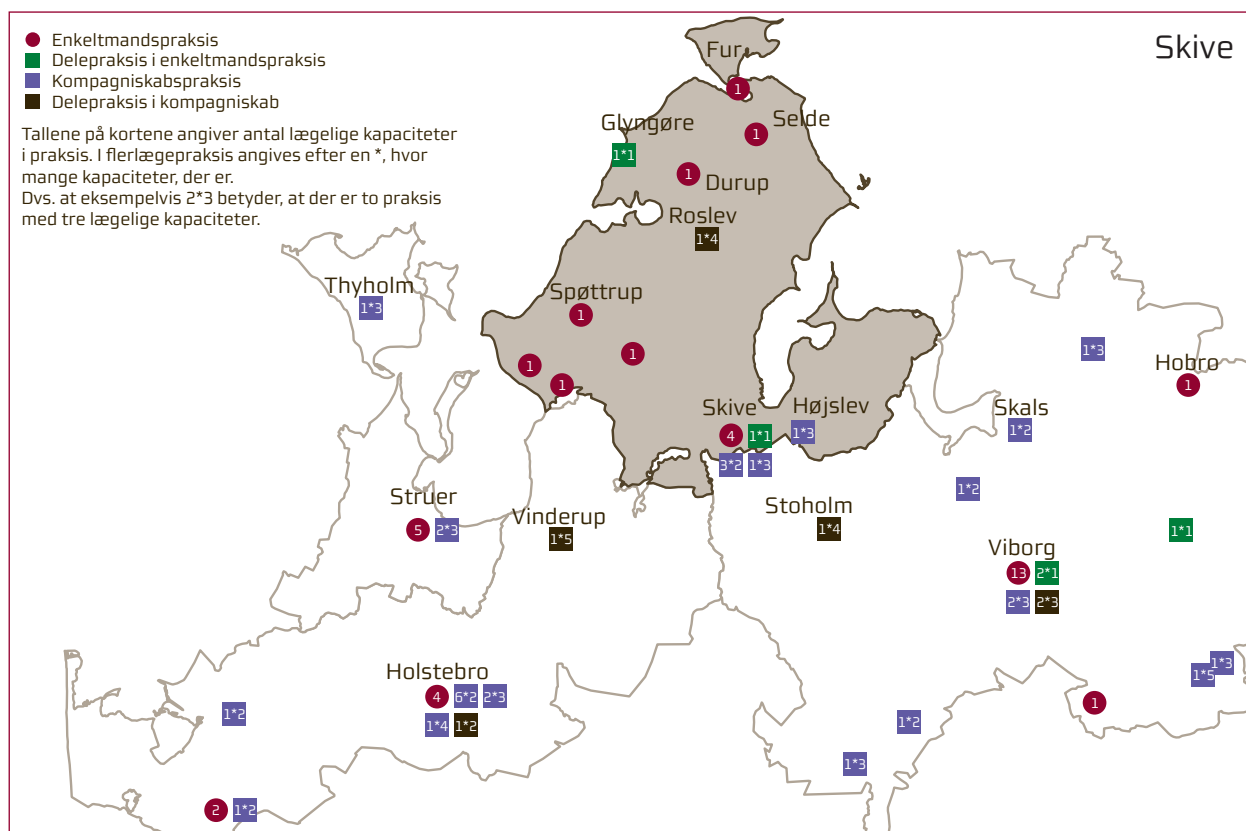 Skive
Enkeltmandspraksis
Delepraksis i enkeltmandspraksis
Kompagniskabspraksis
Delepraksis i kompagniskab
Tallene på kortene angiver antal lægelige kapaciteter
i praksis. I flerlægepraksis angives efter en *, hvor
mange kapaciteter, der er.
Dvs. at eksempelvis 2*3 betyder, at der er to praksis
med tre lægelige kapaciteter.
Fur
1
Glyngøre
1*1
Selde
1
1
Durup
Roslev
1*4
Thyholm
1*3
Spøttrup
1
1
1
1
1*3
Hobro
1
Skive
4 1*1
3*2 1*3
Højslev
1*3
Skals
1*2
1*2
Struer
5 2*3
Vinderup
1*5
Stoholm
1*4
1*1
Viborg
13 2*1
2*3 2*3
Holstebro
4 6*2 2*3
1*4 1*2
1*2
1*3
1*5
1
1*2
1*3
2 1*2